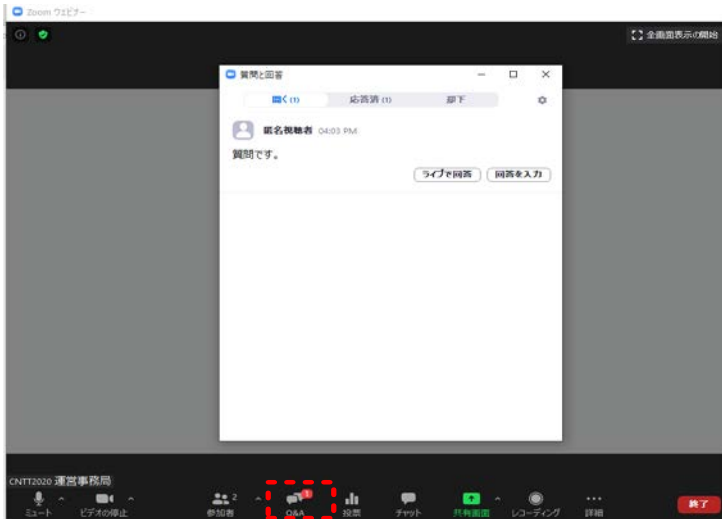 Zoom ウェビナー
全画面表示の開始
質問と回答
開く (1) 応答済 (1) 却下
匿名視聴者 04:03 PM
質問です。
ライブで回答 回答を入力
CNTT2020 運営事務局
2 1
ミュート ビデオの停止 参加者 Q&A 投票 チャット 共有画面 レコーディング 詳細 終了